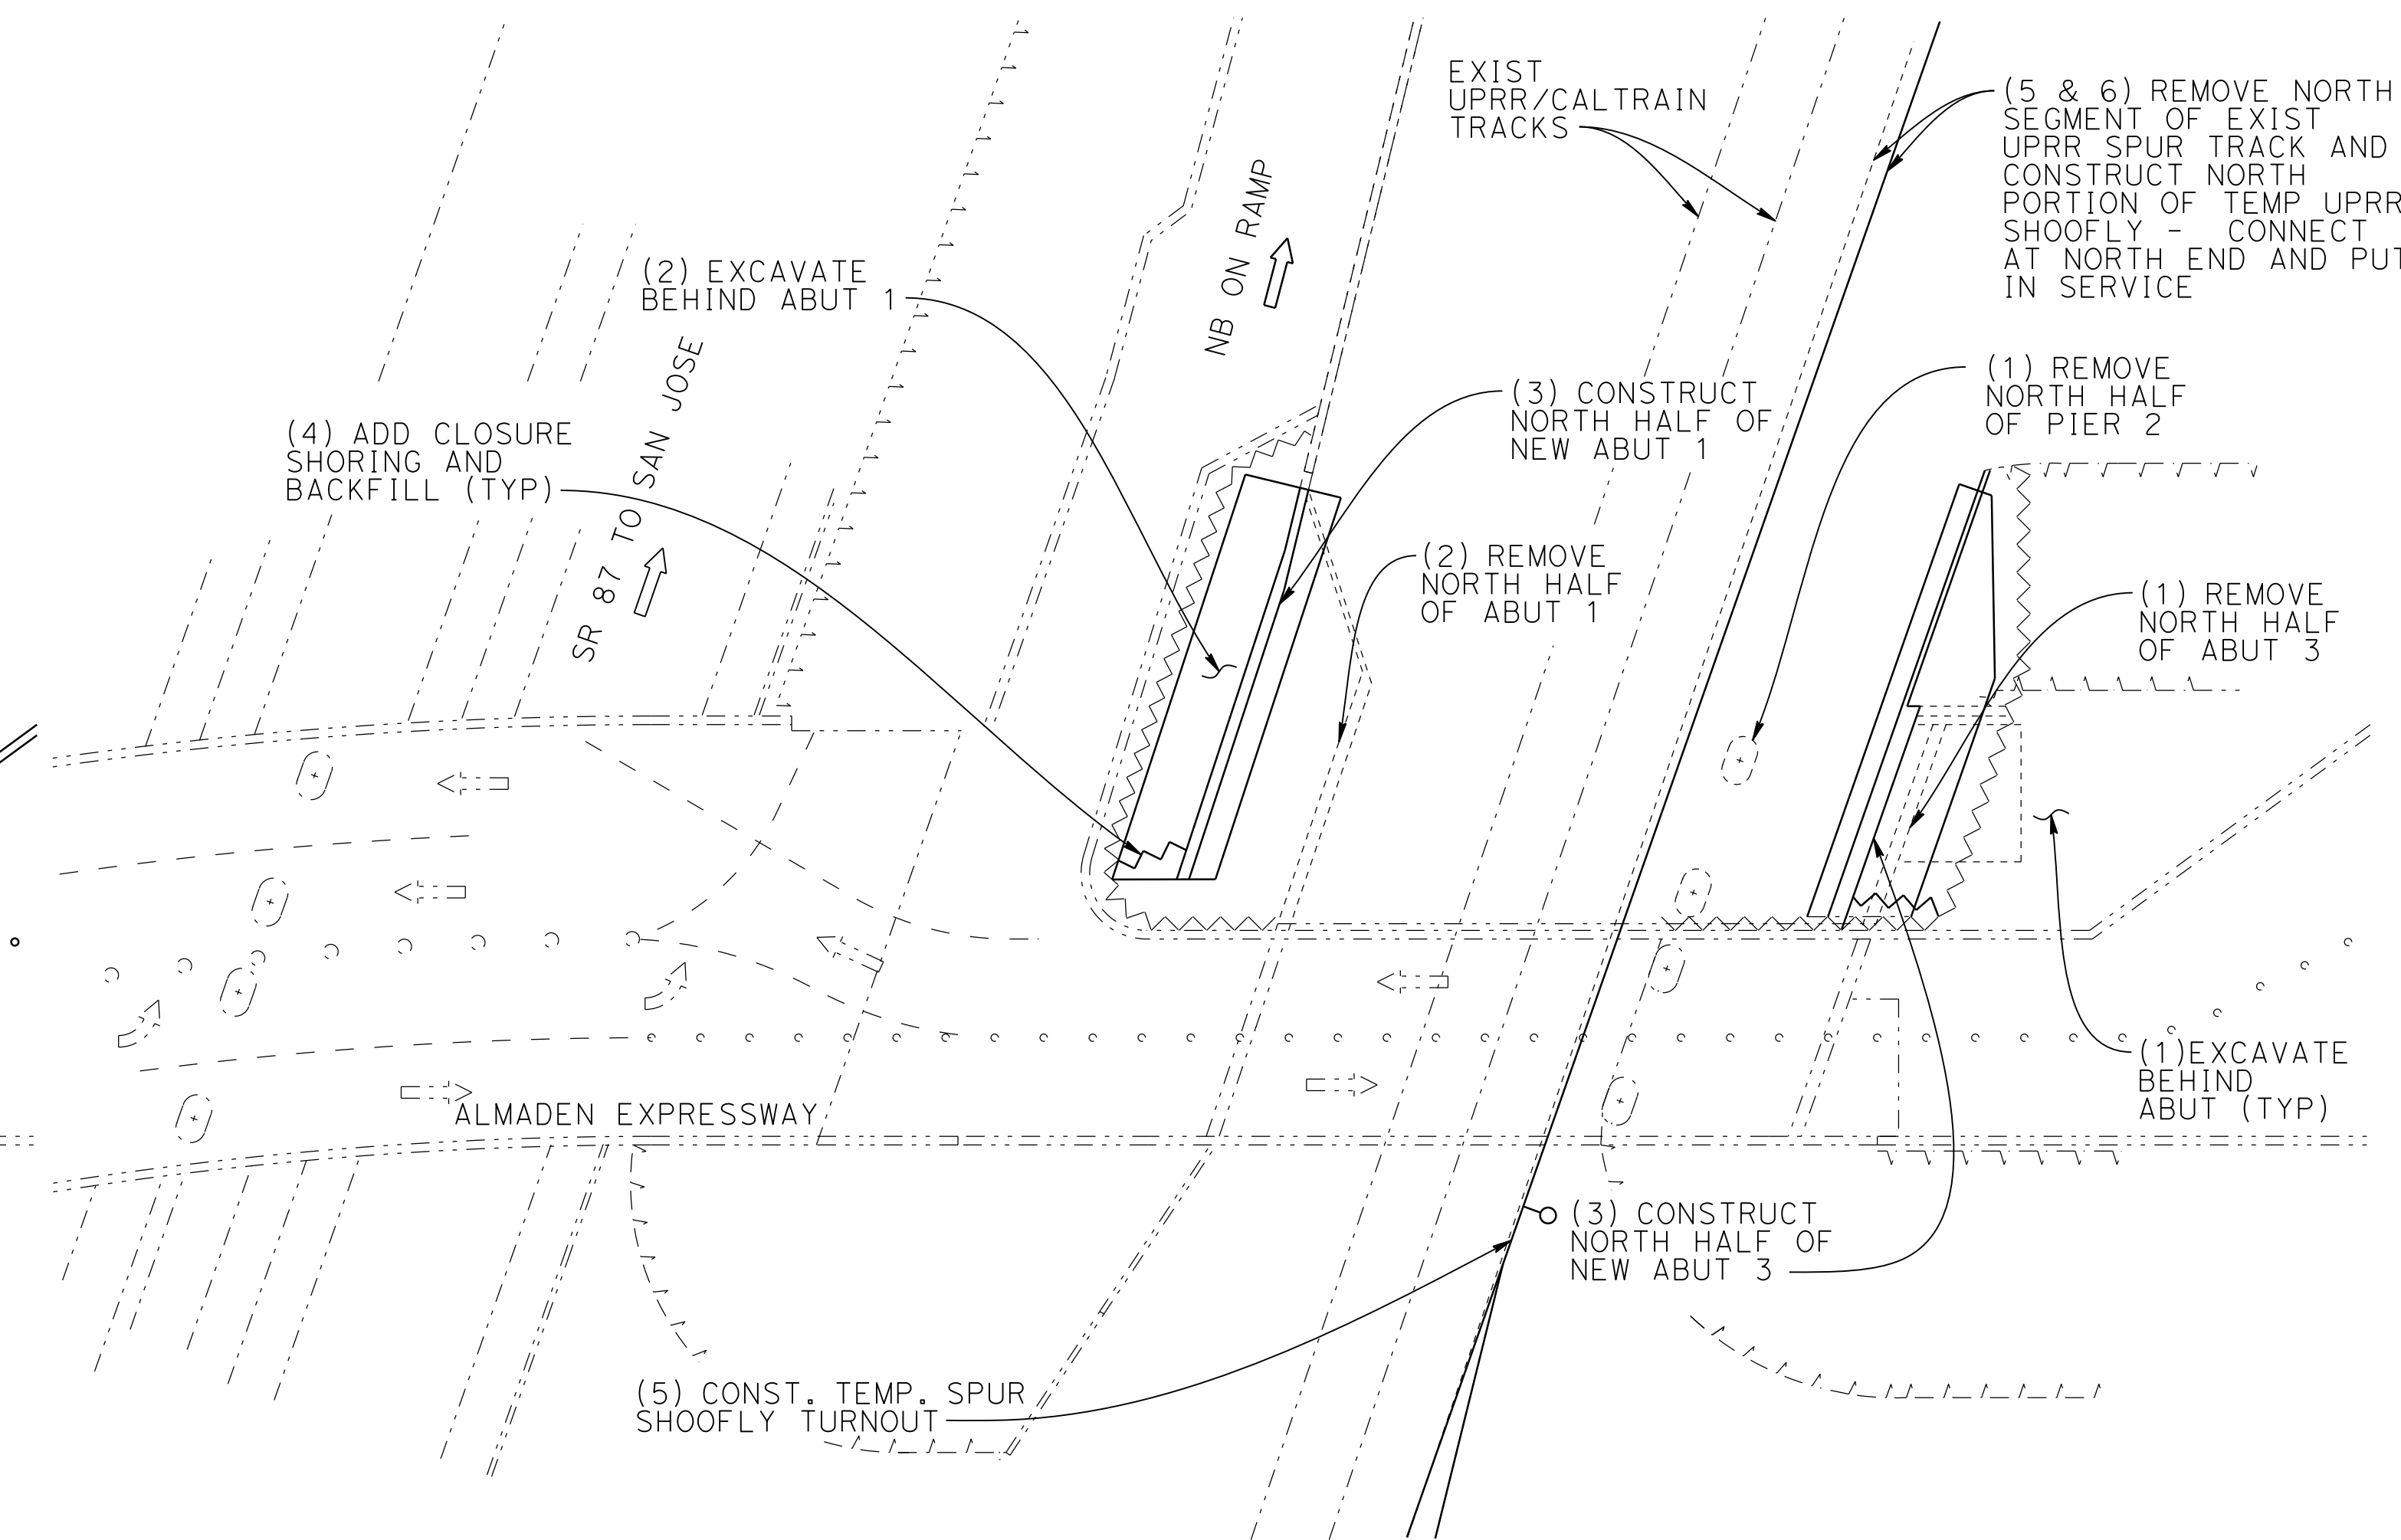 EXIST
UPRR/CALTRAIN
TRACKS
(5 & 6) REMOVE NORTH
SEGMENT OF EXIST
UPRR SPUR TRACK AND
CONSTRUCT NORTH
PORTION OF TEMP UPRR
SHOOFLY - CONNECT
AT NORTH END AND PUT
IN SERVICE
NB ON RAMP
(2) EXCAVATE
BEHIND ABUT 1
SR 87 TO SAN JOSE
(1) REMOVE
NORTH HALF
OF PIER 2
(3) CONSTRUCT
NORTH HALF OF
NEW ABUT 1
(4) ADD CLOSURE
SHORING AND
BACKFILL (TYP)
(2) REMOVE
NORTH HALF
OF ABUT 1
(1) REMOVE
NORTH HALF
OF ABUT 3
(1)EXCAVATE
BEHIND
ABUT (TYP)
ALMADEN EXPRESSWAY
(3) CONSTRUCT
NORTH HALF OF
NEW ABUT 3
(5) CONST. TEMP. SPUR
SHOOFLY TURNOUT